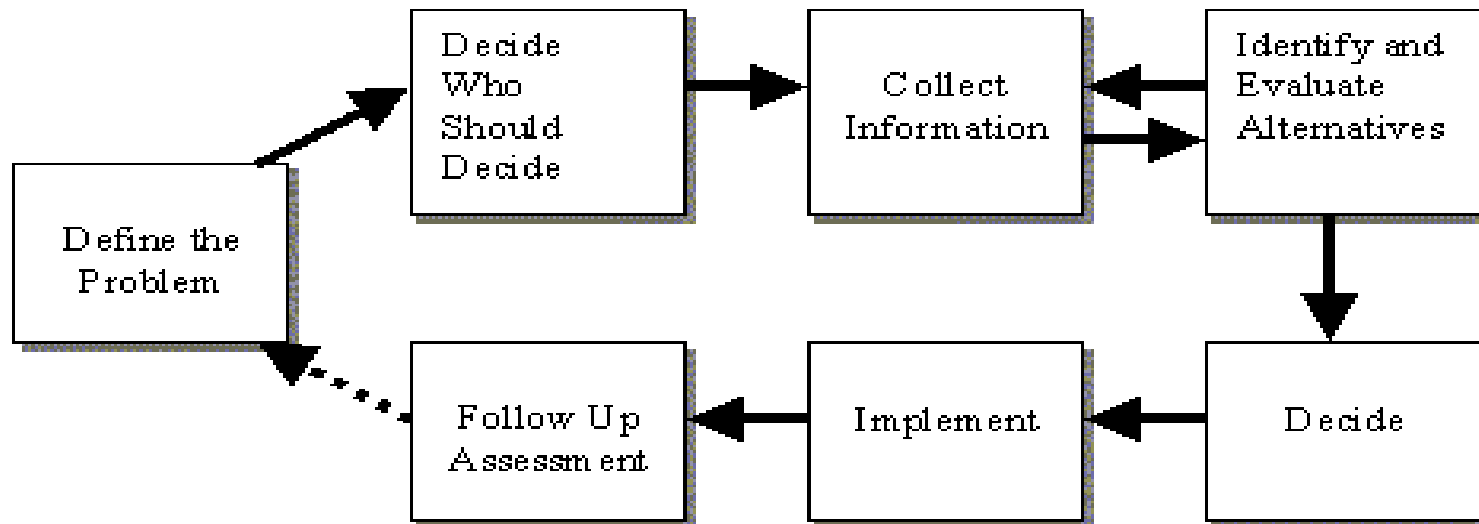 Define the
Problem
Decide
Who
Should
Decide
Collect
Information
Identify and
Evaluate
Alternatives
Decide
Implement
Follow Up
Assessment